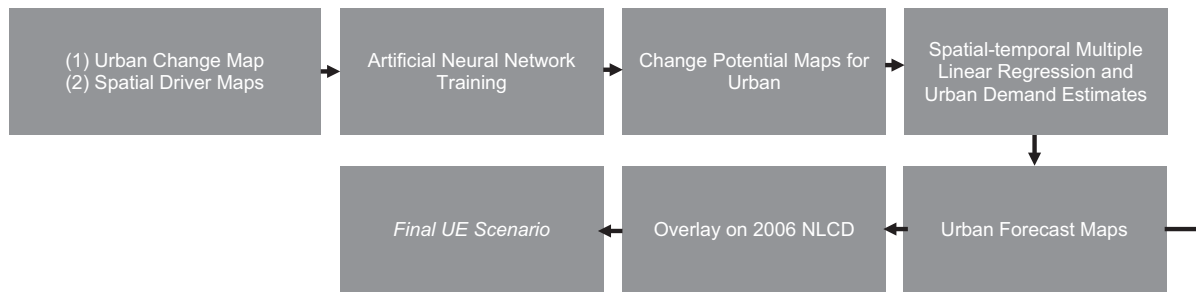 (1) Urban Change Map
(2) Spatial Driver Maps
Artificial Neural Network
Training
Change Potential Maps for
Urban
Spatial-temporal Multiple
Linear Regression and
Urban Demand Estimates
Final UE Scenario
Overlay on 2006 NLCD
Urban Forecast Maps